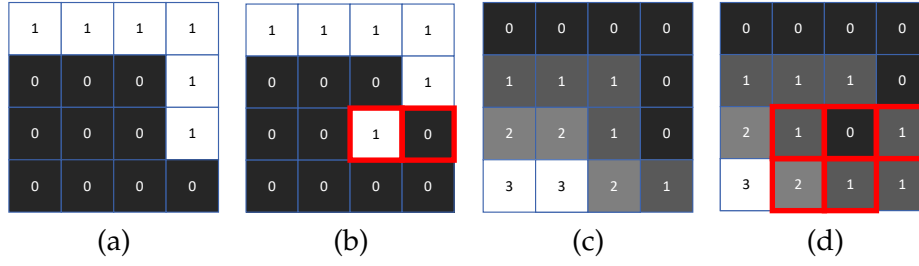 1 1 1 1 1 1 1 1 0 0 0 0 0 0 0 0
0 0 0 1 0 0 0 1 1 1 1 0 1 1 1 0
0 0 0 1 0 0 1 0 2 2 1 0 2 1 0 1
0 0 0 0 0 0 0 0 3 3 2 1 3 2 1 1
(a) (b) (c) (d)